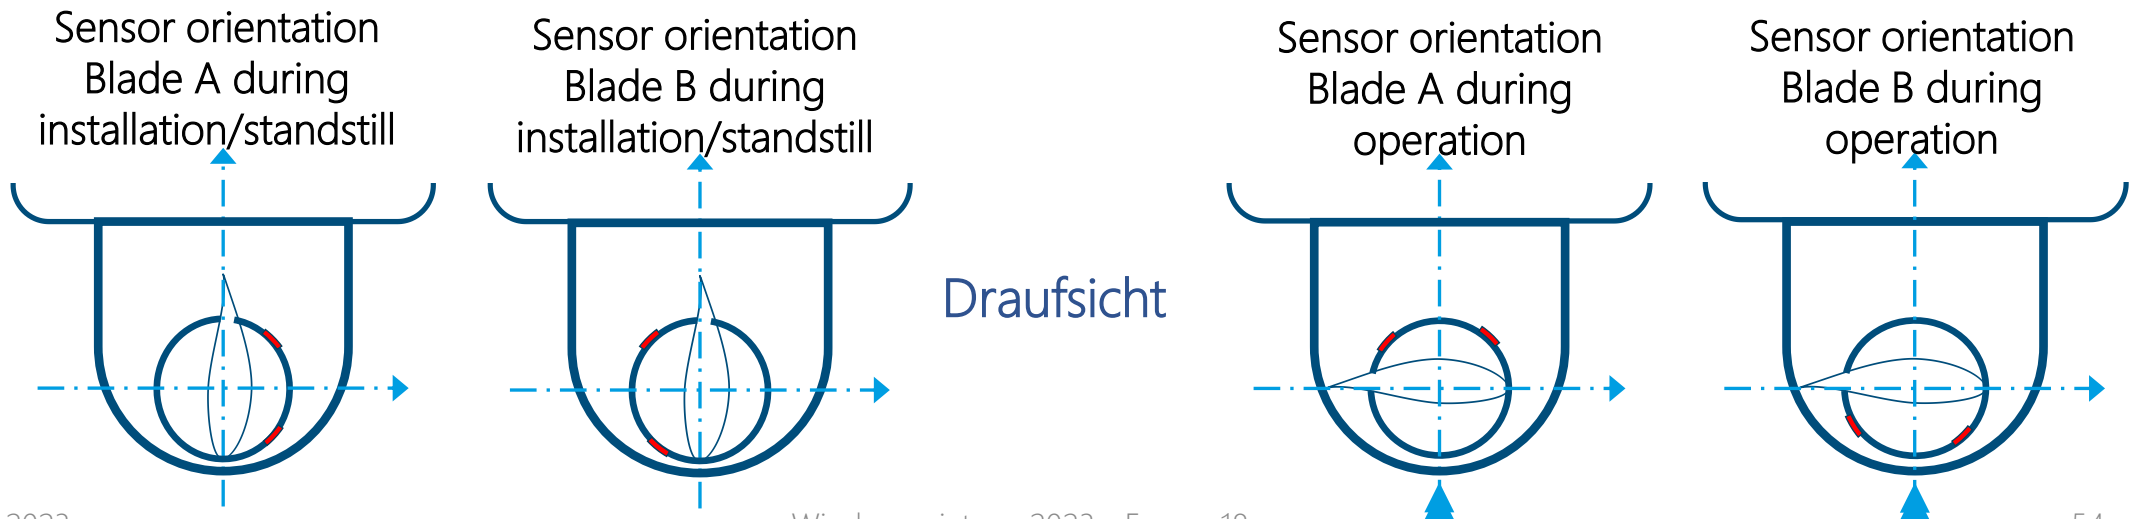 Sensor orientation
Blade A during
installation/standstill
Sensor orientation
Blade B during
installation/standstill
Draufsicht
Sensor orientation
Blade A during
operation
Sensor orientation
Blade B during
operation